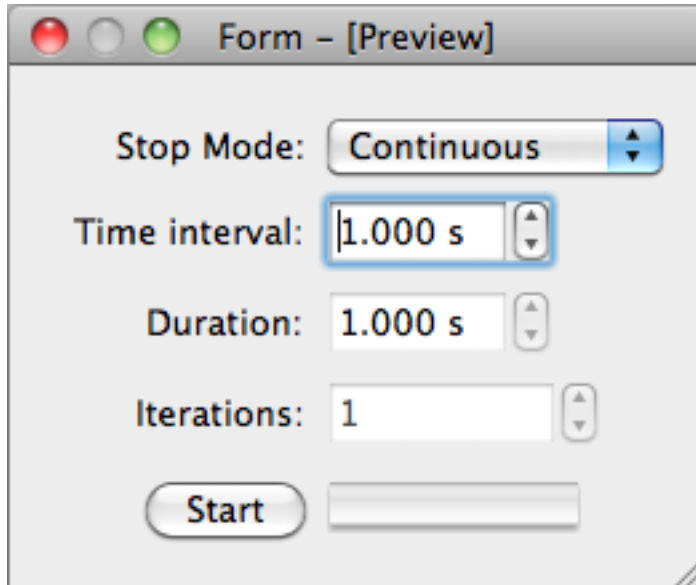 Form – [Preview]
Stop Mode: Continuous
Time interval: 1.000 s
Duration: 1.000 s
Iterations: 1
Start